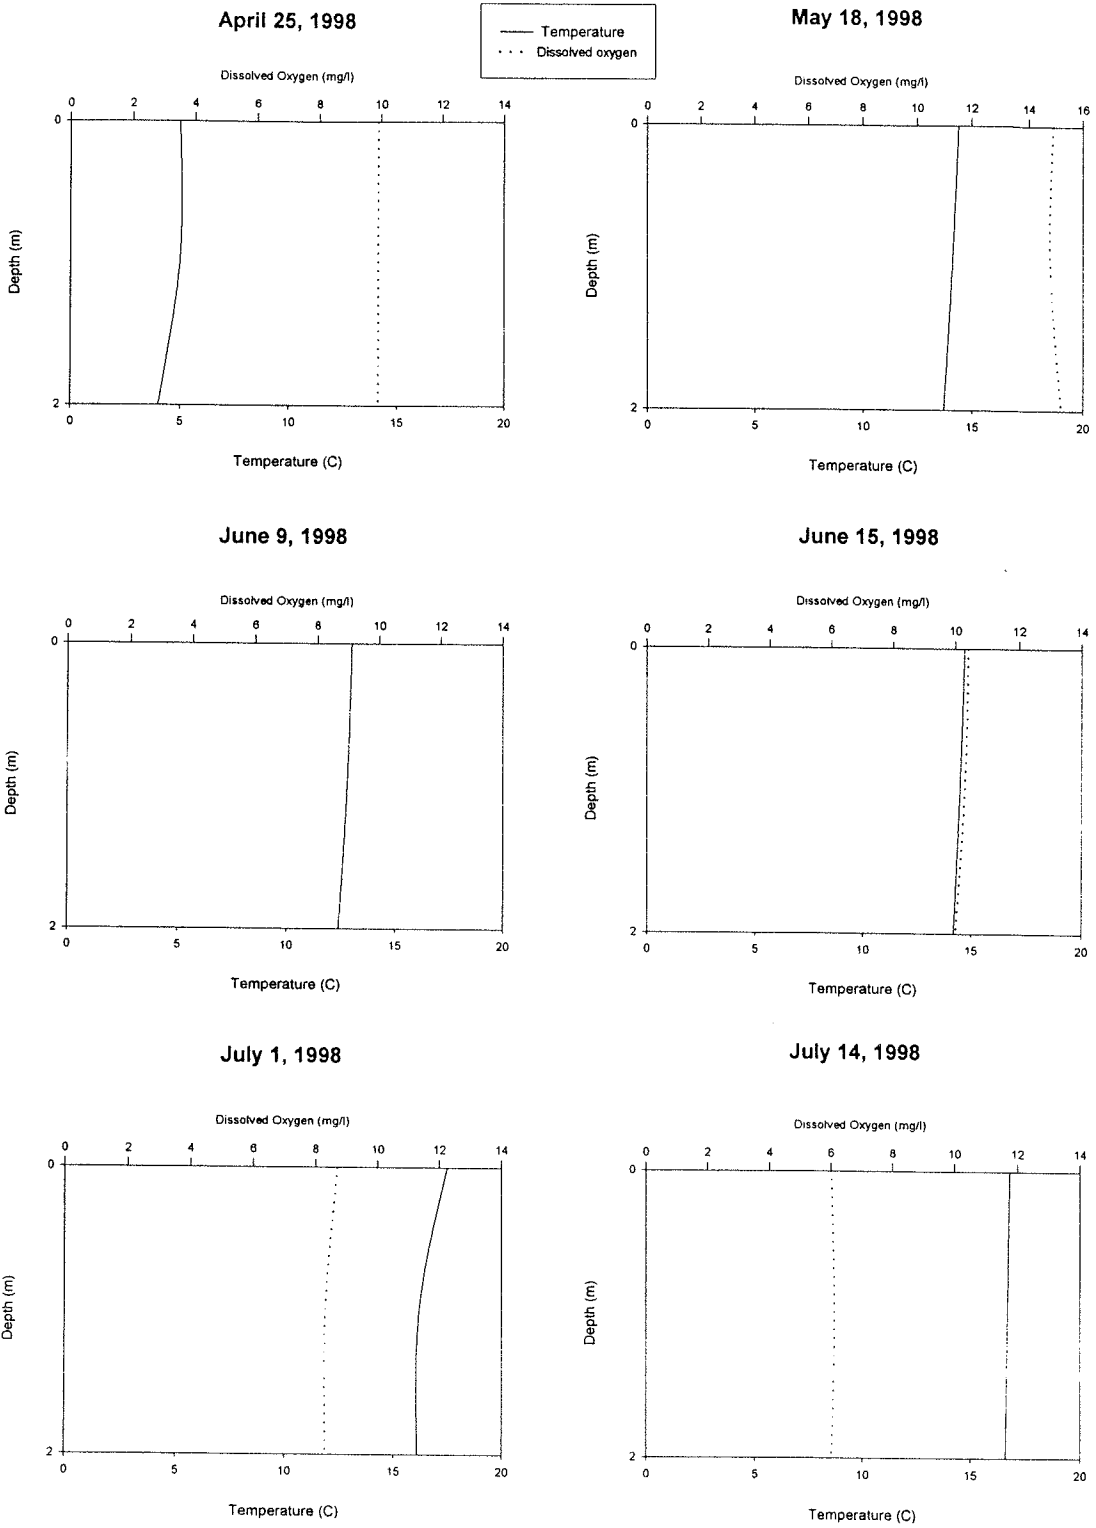 April 25, 1998
Temperature
Dissolved oxygen
May 18, 1998
Dissolved Oxygen (mg/l)
0 2 4 6 8 10 12 14
0
Depth (m)
2
0 5 10 15 20
Temperature (C)
Dissolved Oxygen (mg/l)
0 2 4 6 8 10 12 14 16
0
Depth (m)
2
0 5 10 15 20
Temperature (C)
June 9, 1998
Dissolved Oxygen (mg/l)
0 2 4 6 8 10 12 14
0
Depth (m)
2
0 5 10 15 20
Temperature (C)
June 15, 1998
Dissolved Oxygen (mg/l)
0 2 4 6 8 10 12 14
0
Depth (m)
2
0 5 10 15 20
Temperature (C)
July 1, 1998
Dissolved Oxygen (mg/l)
0 2 4 6 8 10 12 14
0
Depth (m)
2
0 5 10 15 20
Temperature (C)
July 14, 1998
Dissolved Oxygen (mg/l)
0 2 4 6 8 10 12 14
0
Depth (m)
2
0 5 10 15 20
Temperature (C)